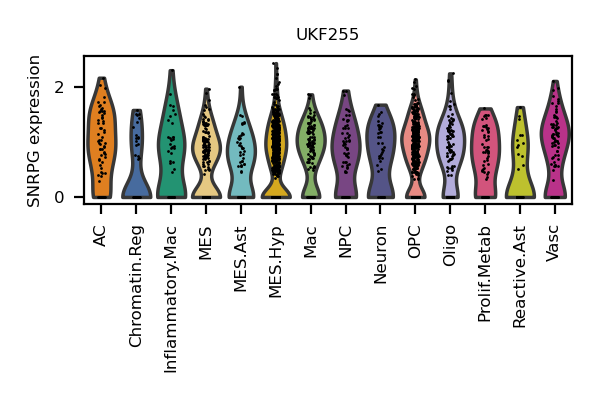 UKF255
SNRPG expression
2
0
AC
Chromatin.Reg
Inflammatory.Mac
MES
MES.Ast
MES.Hyp
Mac
NPC
Neuron
OPC
Oligo
Prolif.Metab
Reactive.Ast
Vasc